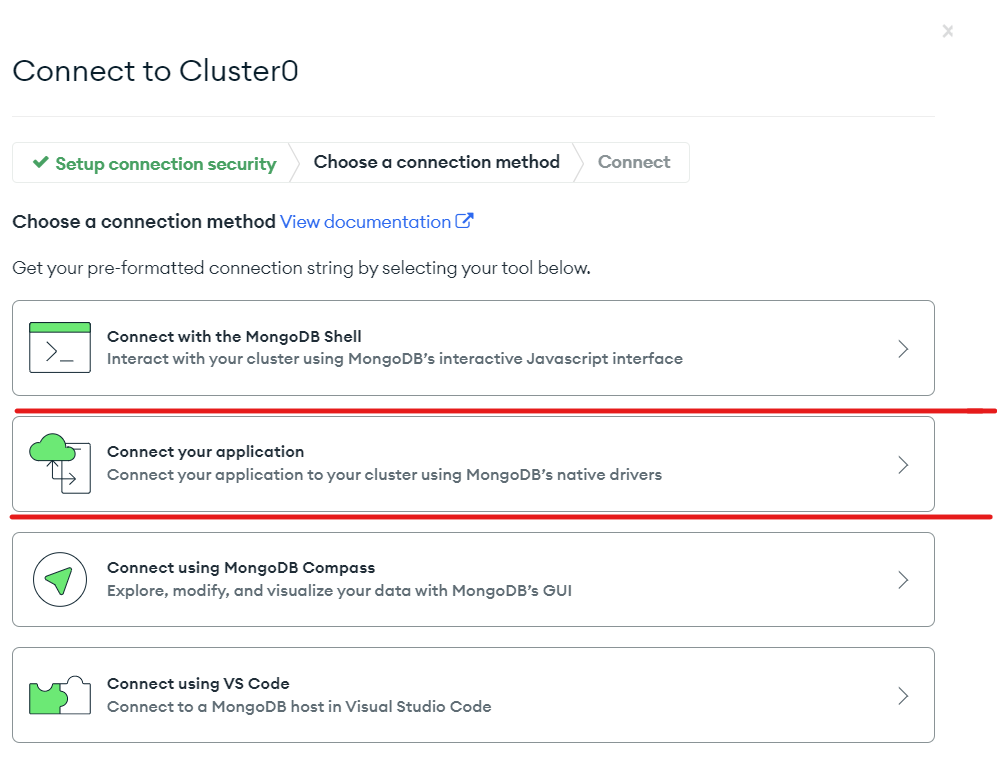 Connect to Cluster0
Setup connection security Choose a connection method Connect
Choose a connection method View documentation
Get your pre-formatted connection string by selecting your tool below.
Connect with the MongoDB Shell
Interact with your cluster using MongoDB’s interactive Javascript interface
Connect your application
Connect your application to your cluster using MongoDB’s native drivers
Connect using MongoDB Compass
Explore, modify, and visualize your data with MongoDB’s GUI
Connect using VS Code
Connect to a MongoDB host in Visual Studio Code